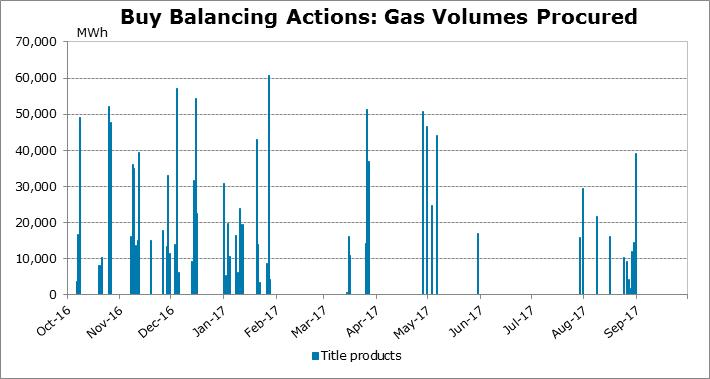 Buy Balancing Actions: Gas Volumes Procured
MWh
70,000
60,000
50,000
40,000
30,000
20,000
10,000
0
Oct-16 Nov-16 Dec-16 Jan-17 Feb-17 Mar-17 Apr-17 May-17 Jun-17 Jul-17 Aug-17 Sep-17
Title products